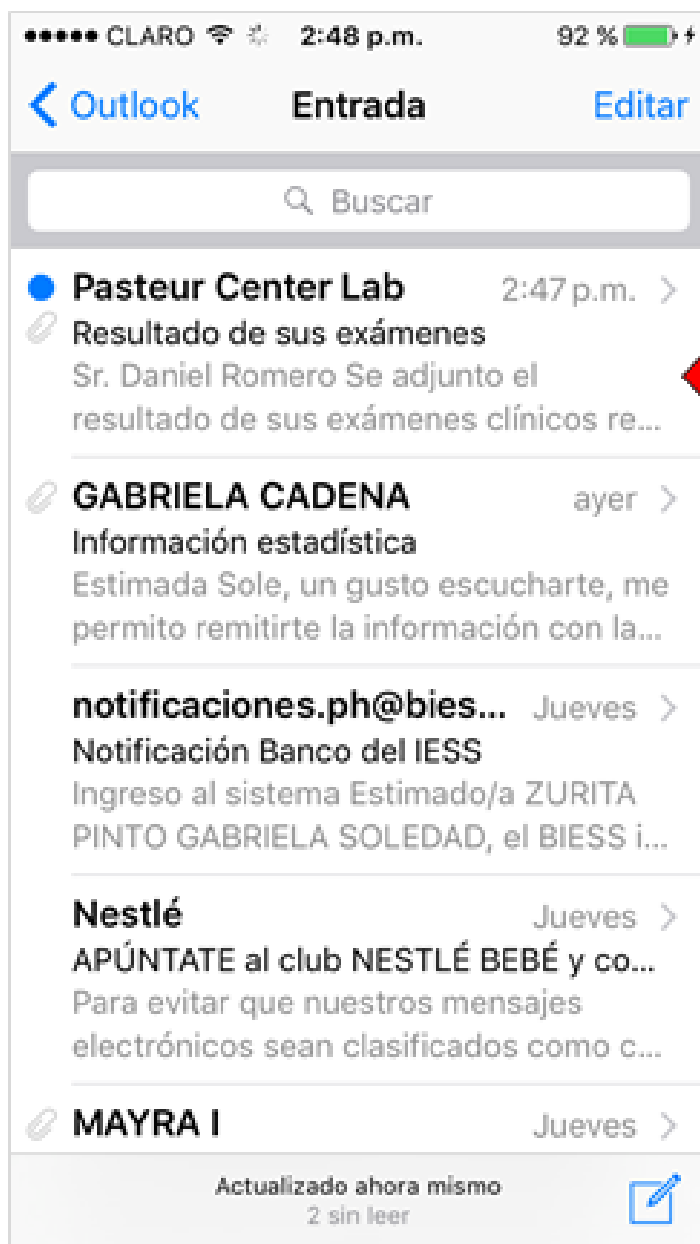 CLARO 2:48 p.m. 92 %
Outlook Entrada Editar
Buscar
Pasteur Center Lab 2:47 p.m.
Resultado de sus exámenes
Sr. Daniel Romero Se adjunto el
resultado de sus exámenes clínicos re...
GABRIELA CADENA ayer
Información estadística
Estimada Sole, un gusto escucharte, me
permito remitirte la información con la...
notificaciones.ph@bies... Jueves
Notificación Banco del IESS
Ingreso al sistema Estimado/a ZURITA
PINTO GABRIELA SOLEDAD, el BIESS i...
Nestlé Jueves
APÚNTATE al club NESTLÉ BEBÉ y co...
Para evitar que nuestros mensajes
electrónicos sean clasificados como c...
MAYRA I Jueves
Actualizado ahora mismo
2 sin leer